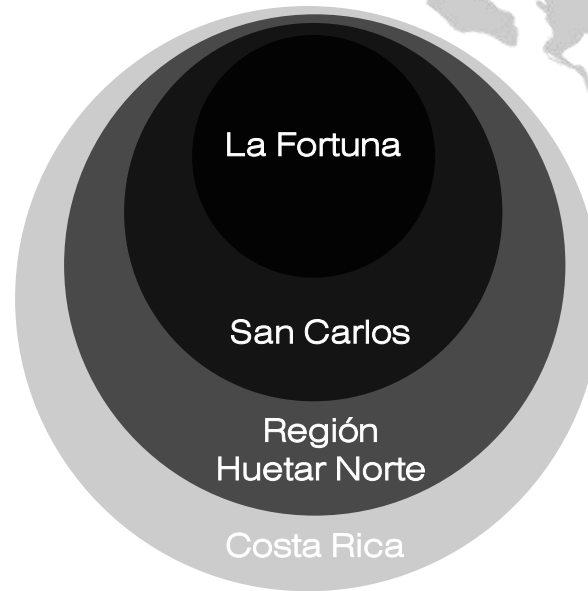 La Fortuna
San Carlos
Región
Huetar Norte
Costa Rica